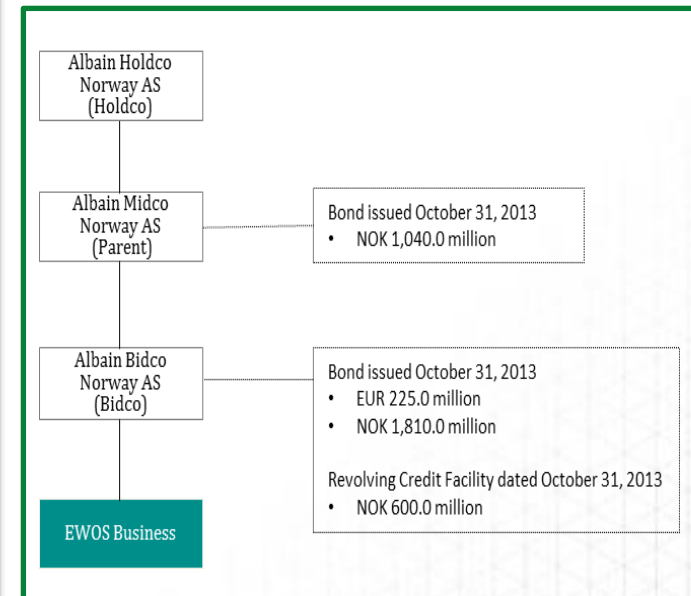 Albain Holdco
Norway AS
(Holdco)
Albain Midco
Norway AS
(Parent)
Bond issued October 31, 2013
• NOK 1,040.0 million
Albain Bidco
Norway AS
(Bidco)
Bond issued October 31, 2013
• EUR 225.0 million
• NOK 1,810.0 million
Revolving Credit Facility dated October 31, 2013
• NOK 600.0 million
EWOS Business